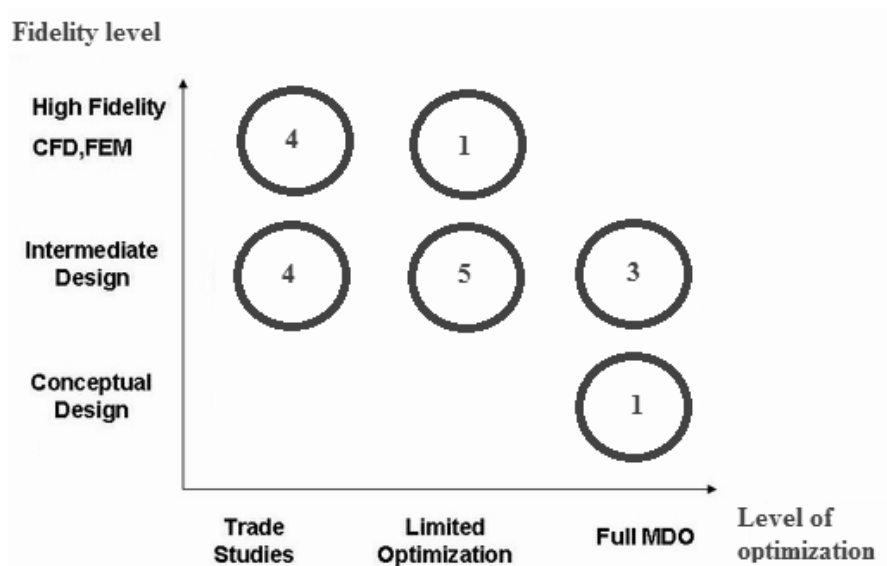 Fidelity level
High Fidelity
CFD,FEM
4
1
Intermediate
Design
4
5
3
Conceptual
Design
1
Trade
Studies
Limited
Optimization
Full MDO
Level of
optimization